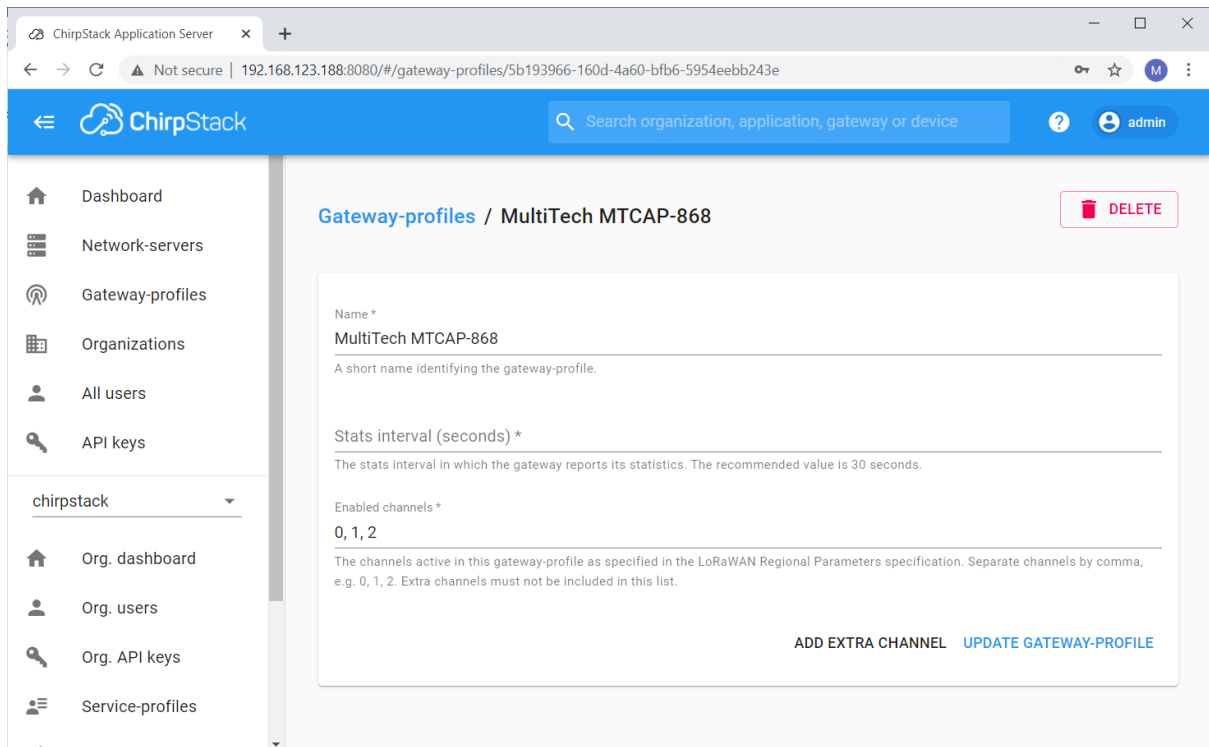 ChirpStack Application Server
Not secure | 192.168.123.188:8080/#/gateway-profiles/5b193966-160d-4a60-bfb6-5954eebb243e
M
ChirpStack
Search organization, application, gateway or device
?
admin
Dashboard
Network-servers
Gateway-profiles
Organizations
All users
API keys
chirpstack
Org. dashboard
Org. users
Org. API keys
Service-profiles
Gateway-profiles / MultiTech MTCAP-868
DELETE
Name *
MultiTech MTCAP-868
A short name identifying the gateway-profile.
Stats interval (seconds) *
The stats interval in which the gateway reports its statistics. The recommended value is 30 seconds.
Enabled channels *
0, 1, 2
The channels active in this gateway-profile as specified in the LoRaWAN Regional Parameters specification. Separate channels by comma,
e.g. 0, 1, 2. Extra channels must not be included in this list.
ADD EXTRA CHANNEL UPDATE GATEWAY-PROFILE